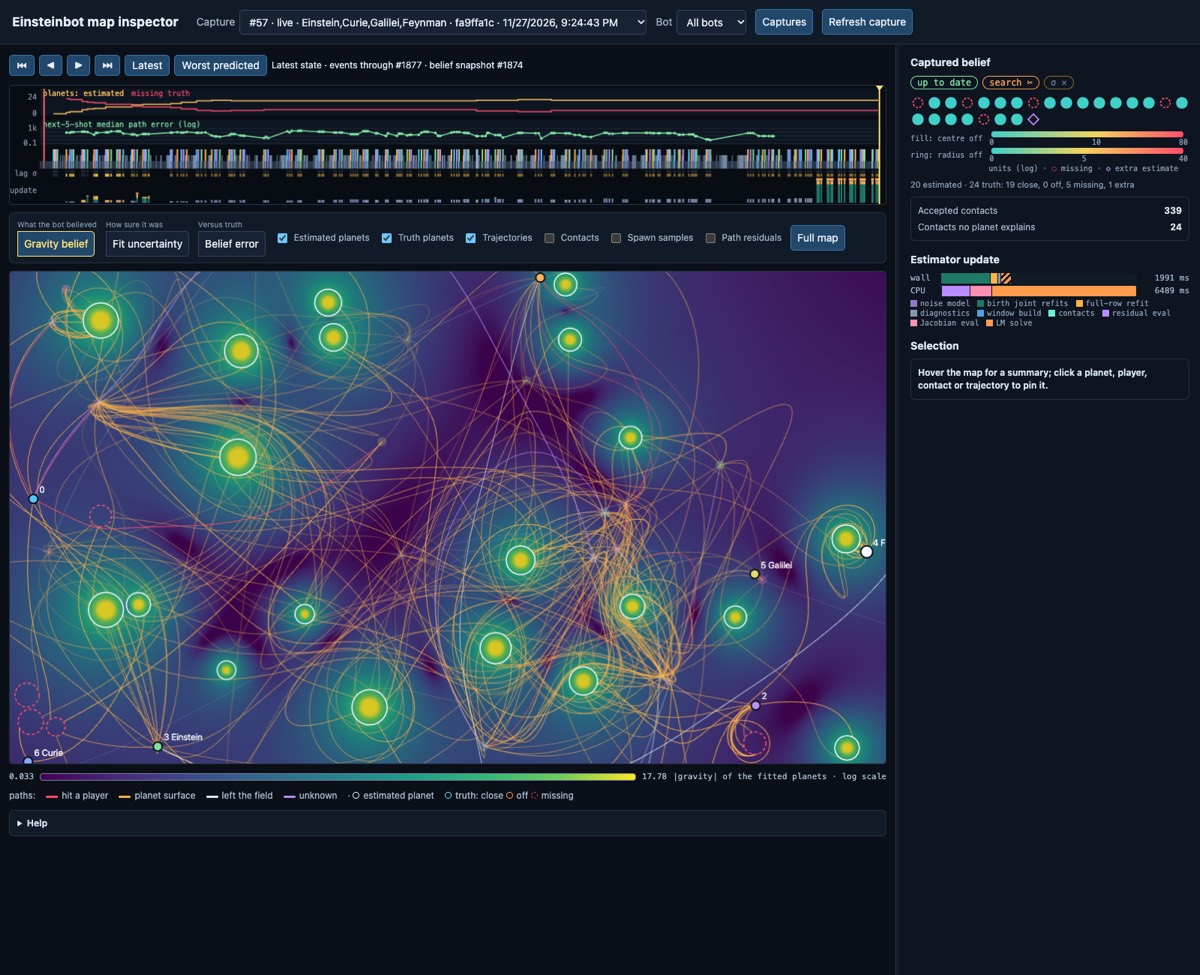 Einsteinbot map inspector
Capture
#57 · live · Einstein,Curie,Galilei,Feynman · fa9ffa1c · 11/27/2026, 9:24:43 PM
Bot
All bots
Captures
Refresh capture
Latest
Worst predicted
Latest state · events through #1877 · belief snapshot #1874
planets: estimated missing truth
24
0
next-5-shot median path error (log)
1k
0.1
lag σ
update
What the bot believed
Gravity belief
How sure it was
Fit uncertainty
Versus truth
Belief error
Estimated planets
Truth planets
Trajectories
Contacts
Spawn samples
Path residuals
Full map
0
4 F
5 Galilei
2
3 Einstein
6 Curie
0.033
17.78 |gravity| of the fitted planets · log scale
paths:
hit a player
planet surface
left the field
unknown
estimated planet
truth: close
off
missing
Help
Captured belief
up to date
search ✂
σ ×
fill: centre off
0 10 80
ring: radius off
0 5 40
units (log) · missing · extra estimate
20 estimated · 24 truth: 19 close, 0 off, 5 missing, 1 extra
Accepted contacts 339
Contacts no planet explains 24
Estimator update
wall 1991 ms
CPU 6489 ms
noise model birth joint refits full-row refit
diagnostics window build contacts residual eval
Jacobian eval LM solve
Selection
Hover the map for a summary; click a planet, player,
contact or trajectory to pin it.